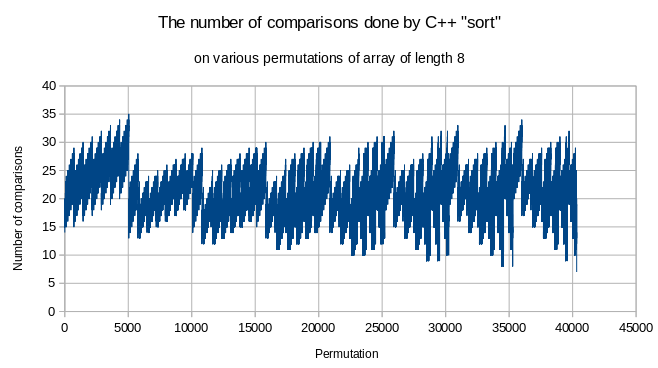 The number of comparisons done by C++ "sort"
on various permutations of array of length 8
40
35
30
25
20
15
10
5
0
Number of comparisons
0 5000 10000 15000 20000 25000 30000 35000 40000 45000
Permutation